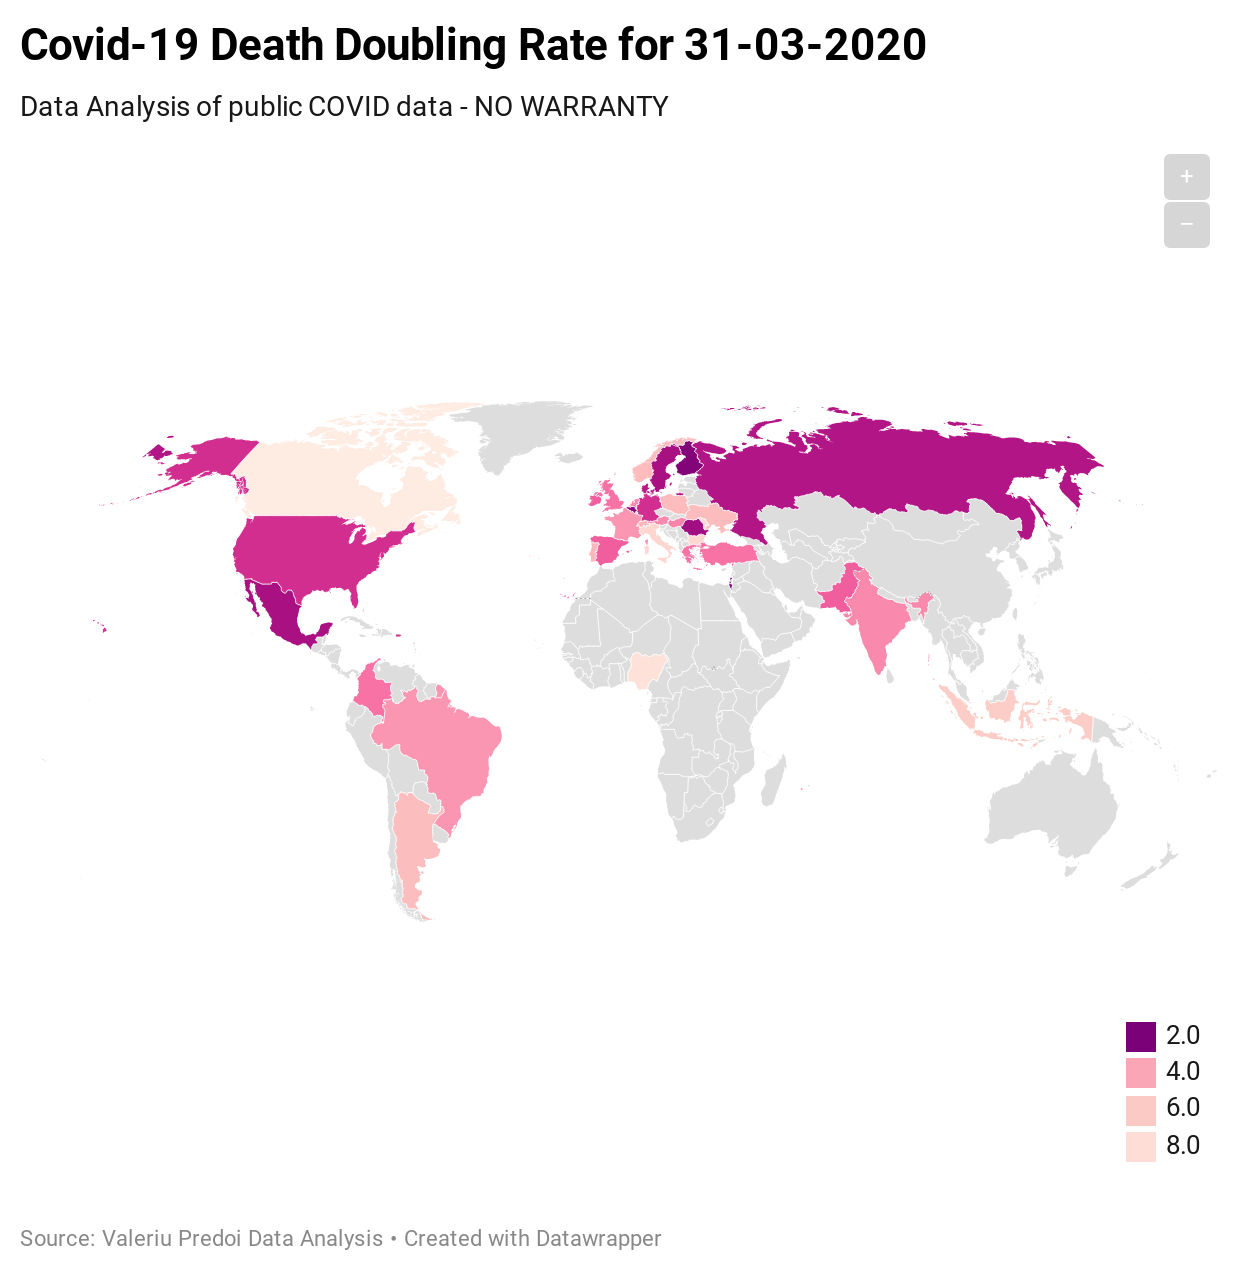 Covid-19 Death Doubling Rate for 31-03-2020
Data Analysis of public COVID data - NO WARRANTY
+
−
2.0
4.0
6.0
8.0
Source: Valeriu Predoi Data Analysis • Created with Datawrapper